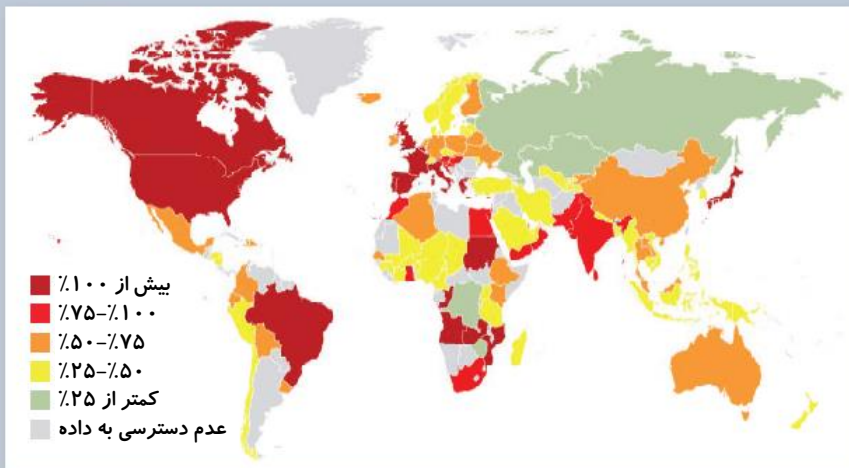 بیش از ۱۰۰٪
۷۵٪-۱۰۰٪
۵۰٪-۷۵٪
۲۵٪-۵۰٪
کمتر از ۲۵٪
عدم دسترسی به داده